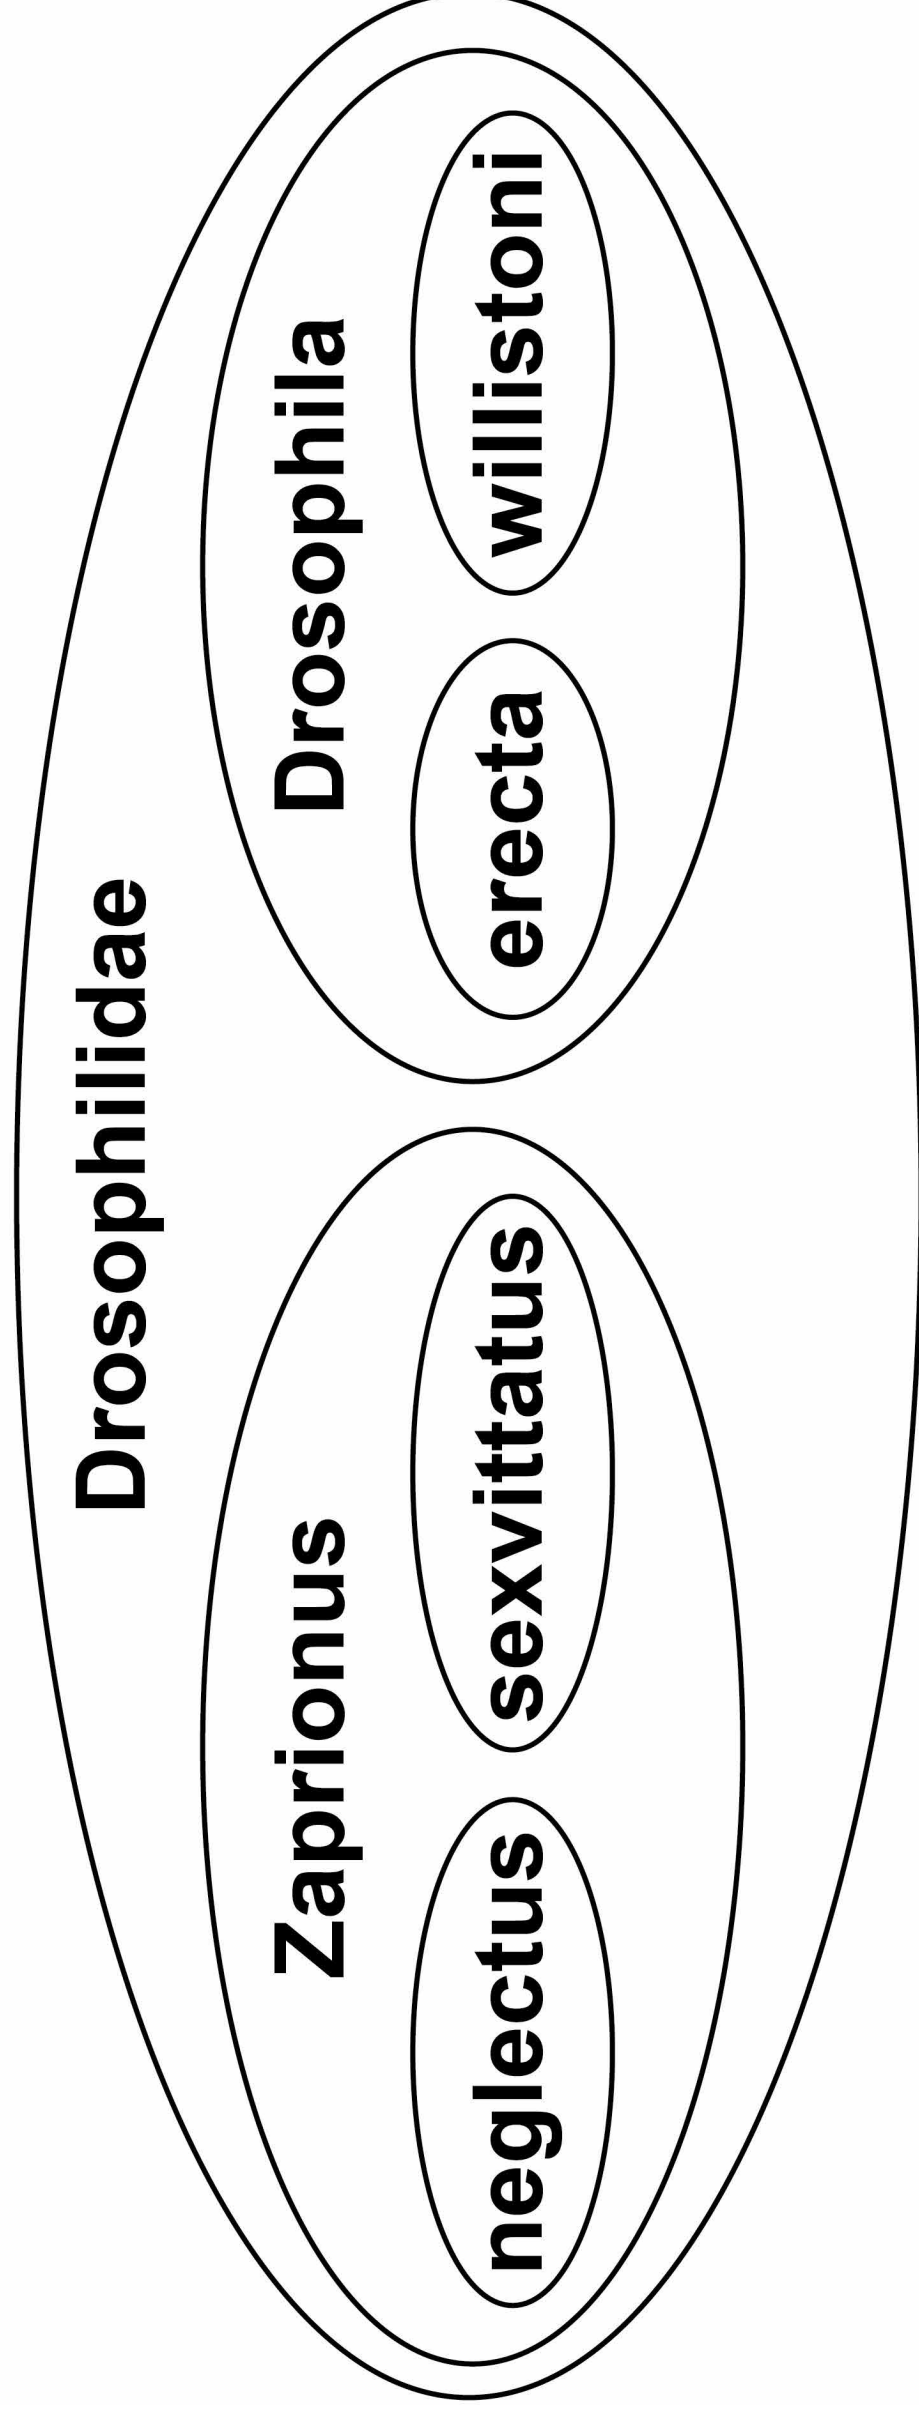 Drosophilidae
Zaprionus
Drosophila
neglectus
sexvittatus
erecta
willistoni